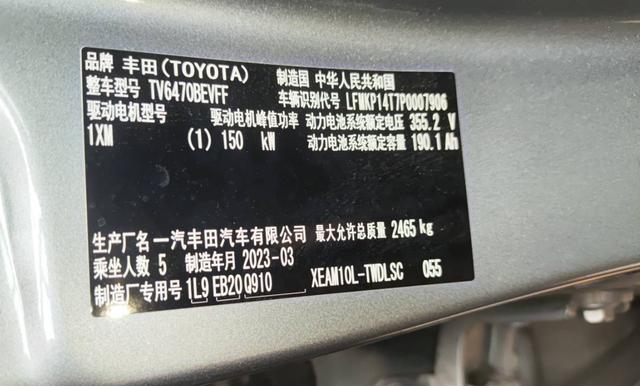 品牌 丰田(TOYOTA) 制造国 中华人民共和国
整车型号 TV6470BEVFF 车辆识别代号 LFMKP14T7P0007906
驱动电机型号 驱动电机峰值功率 动力电池系统额定电压 355.2 V
1XM (1) 150 kW 动力电池系统额定容量 190.1 Ah
生产厂名一汽丰田汽车有限公司 最大允许总质量 2465 kg
乘坐人数 5 制造年月 2023-03
制造厂专用号 1L9 EB20 Q910 XEAM10L-TWDLSC 055